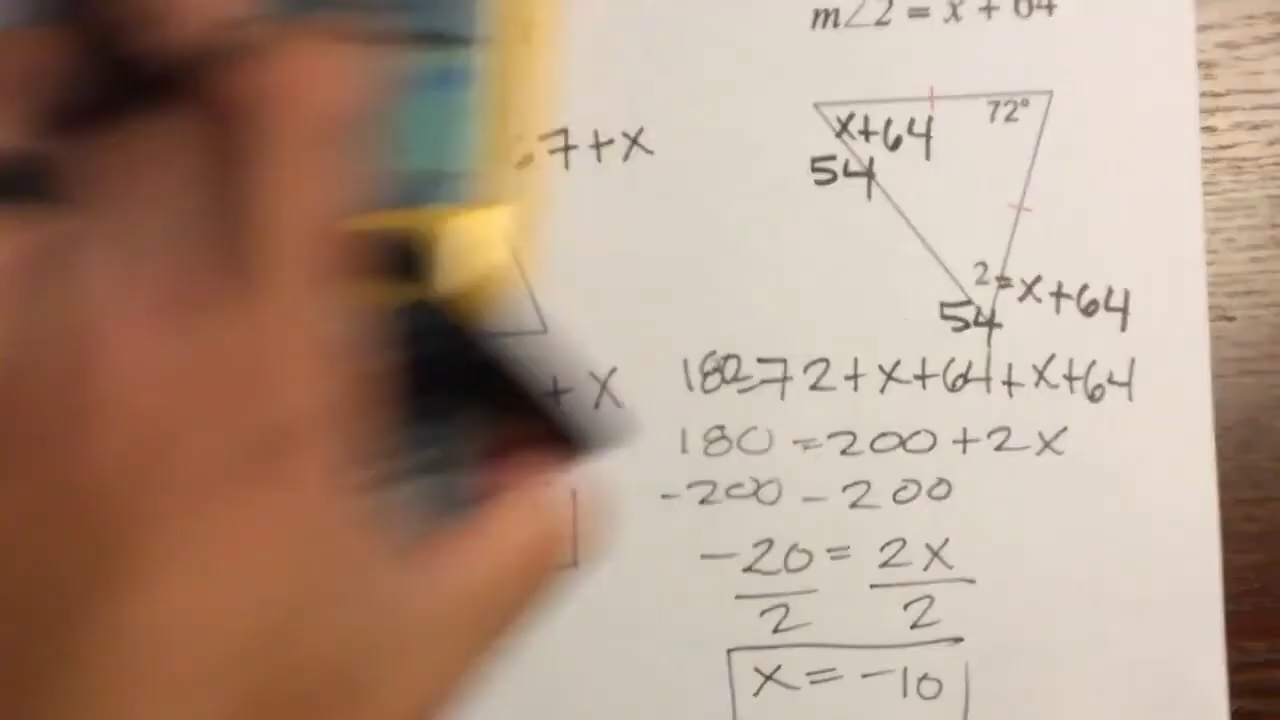 m∠2 = x + 64
72°
x+64
54
7+x
2=x+64
54
180=72+x+64+x+64
+ x
180 =200+2x
-200 -200
-20= 2x
2 2
x=-10